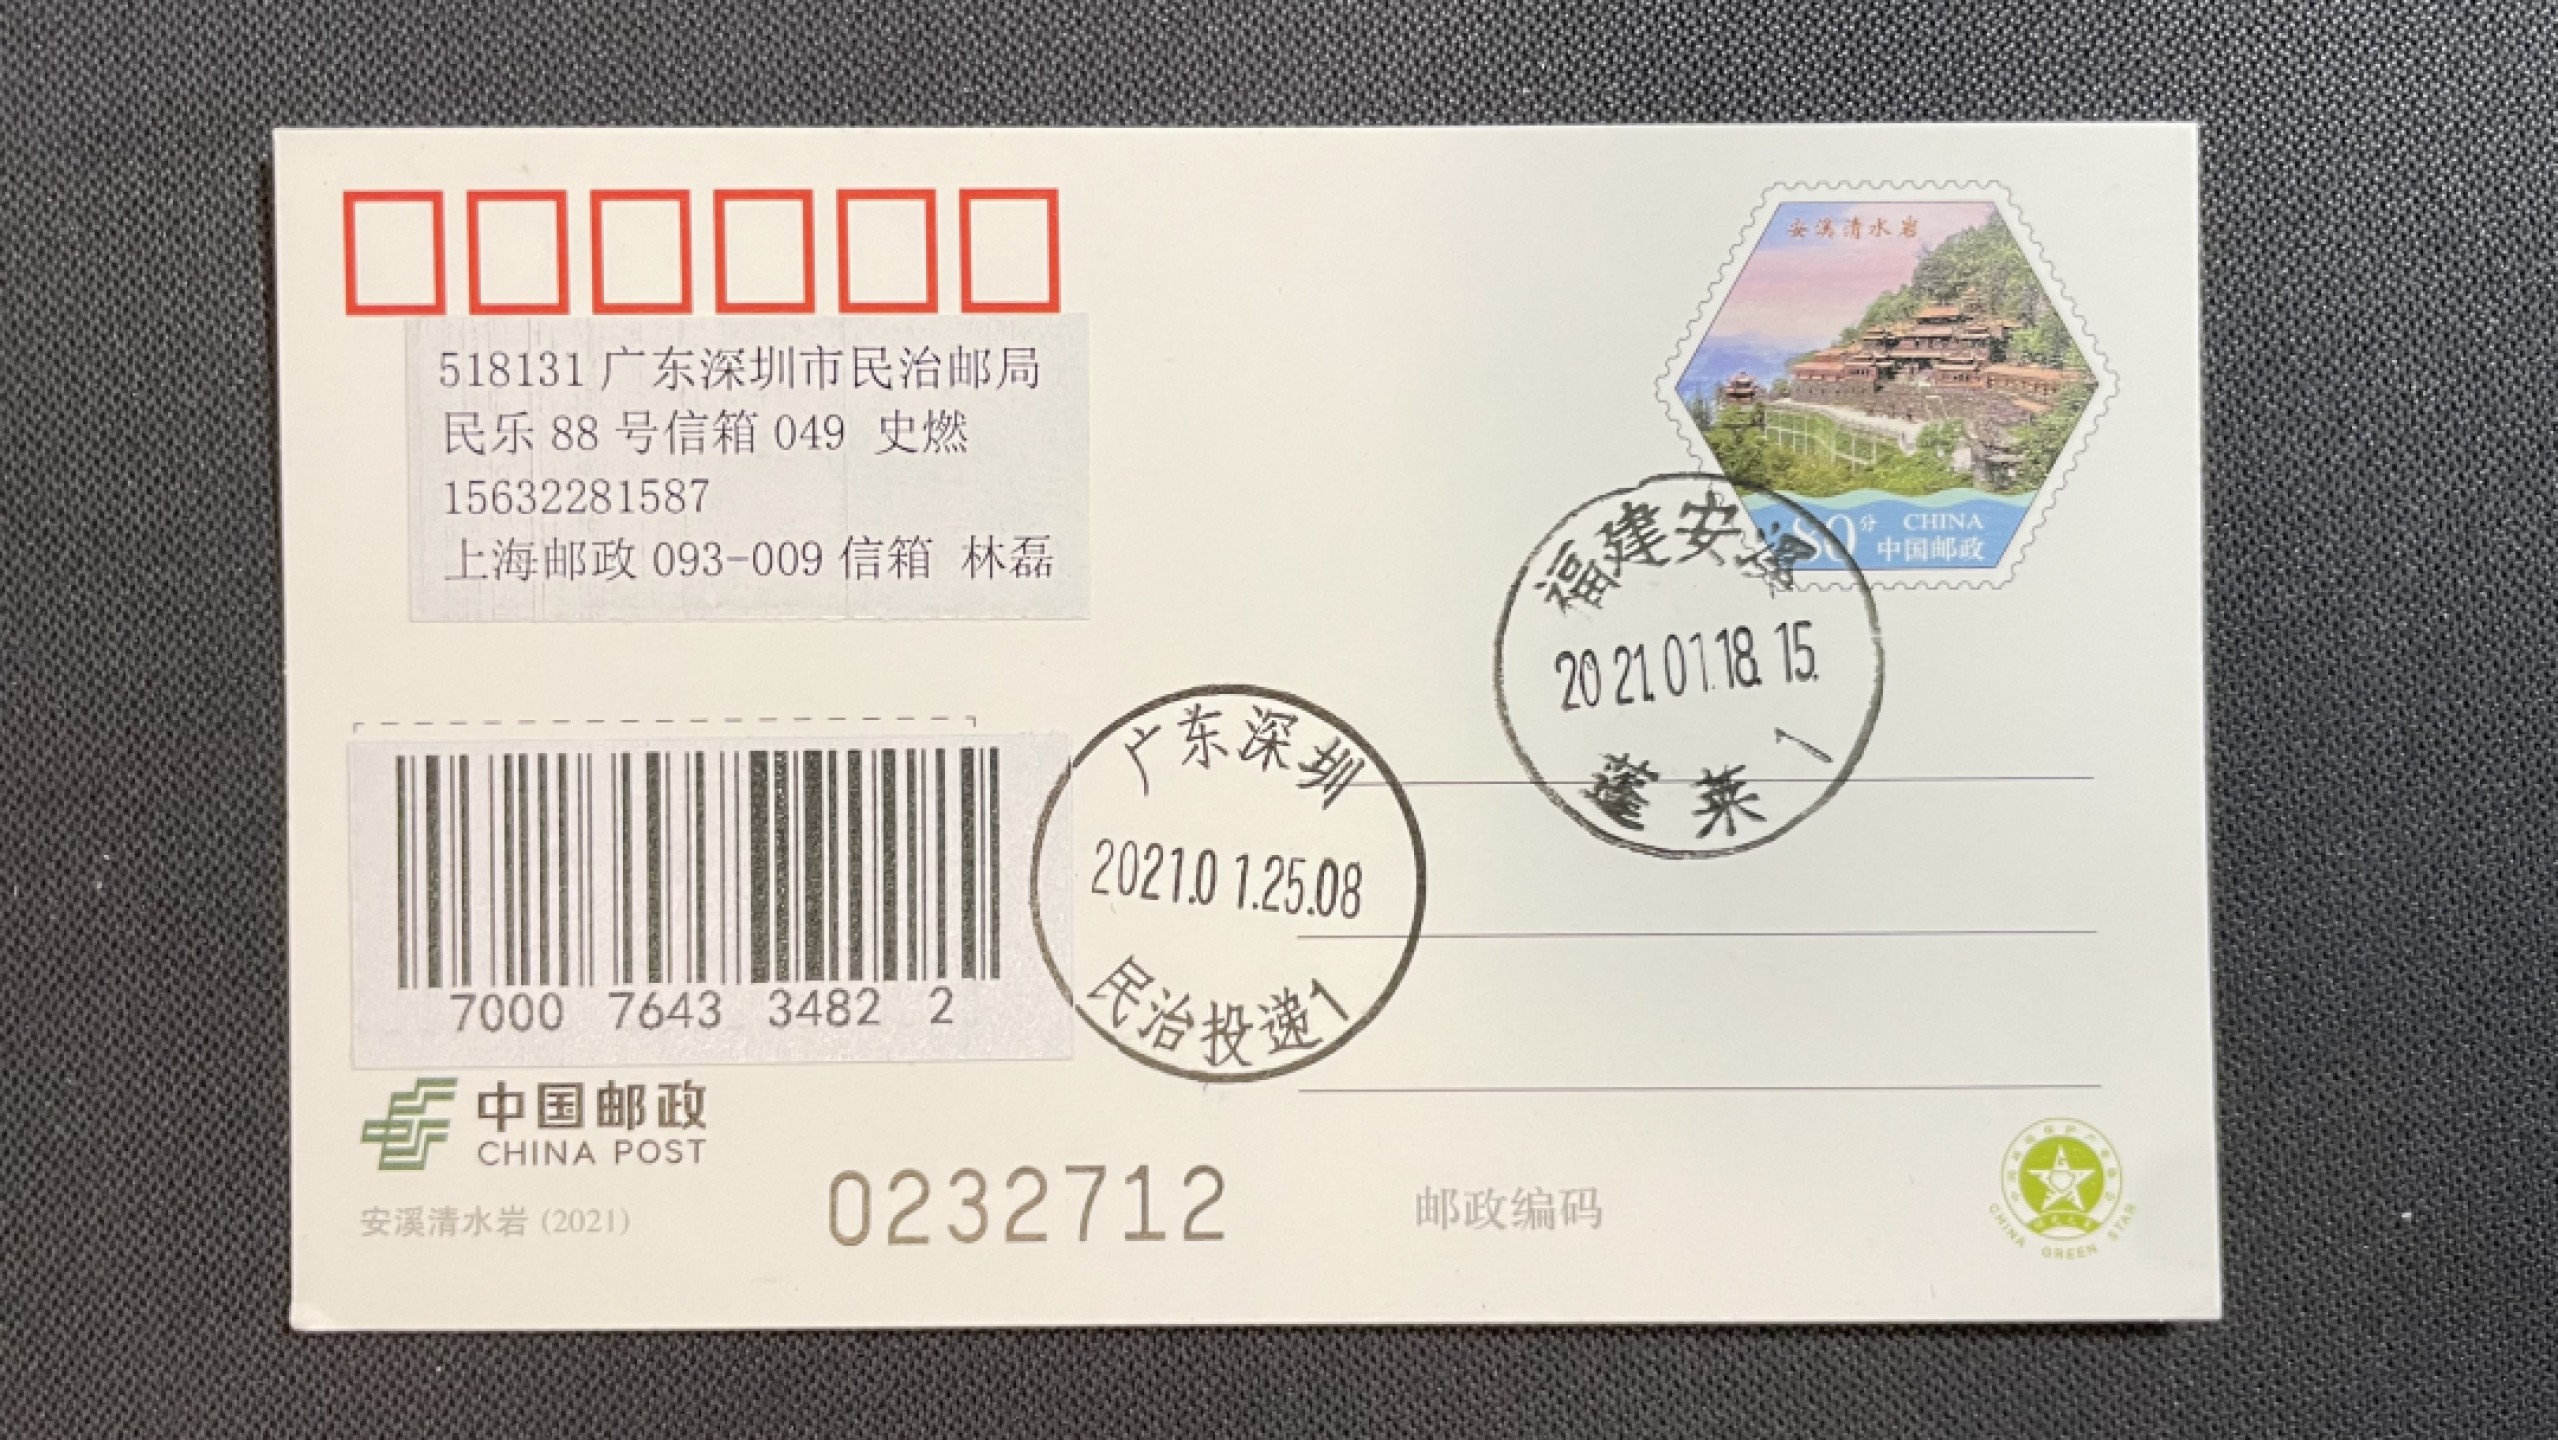 安溪清水岩
80分 CHINA
中国邮政
518131 广东深圳市民治邮局
民乐 88 号信箱 049 史燃
15632281587
上海邮政 093-009 信箱 林磊
福建安溪
2021.01.18.15.
蓬莱 1
广东深圳
2021.01.25.08
民治投递1
7000 7643 3482 2
中国邮政
CHINA POST
安溪清水岩 (2021)
0232712
邮政编码
CHINA GREEN STAR